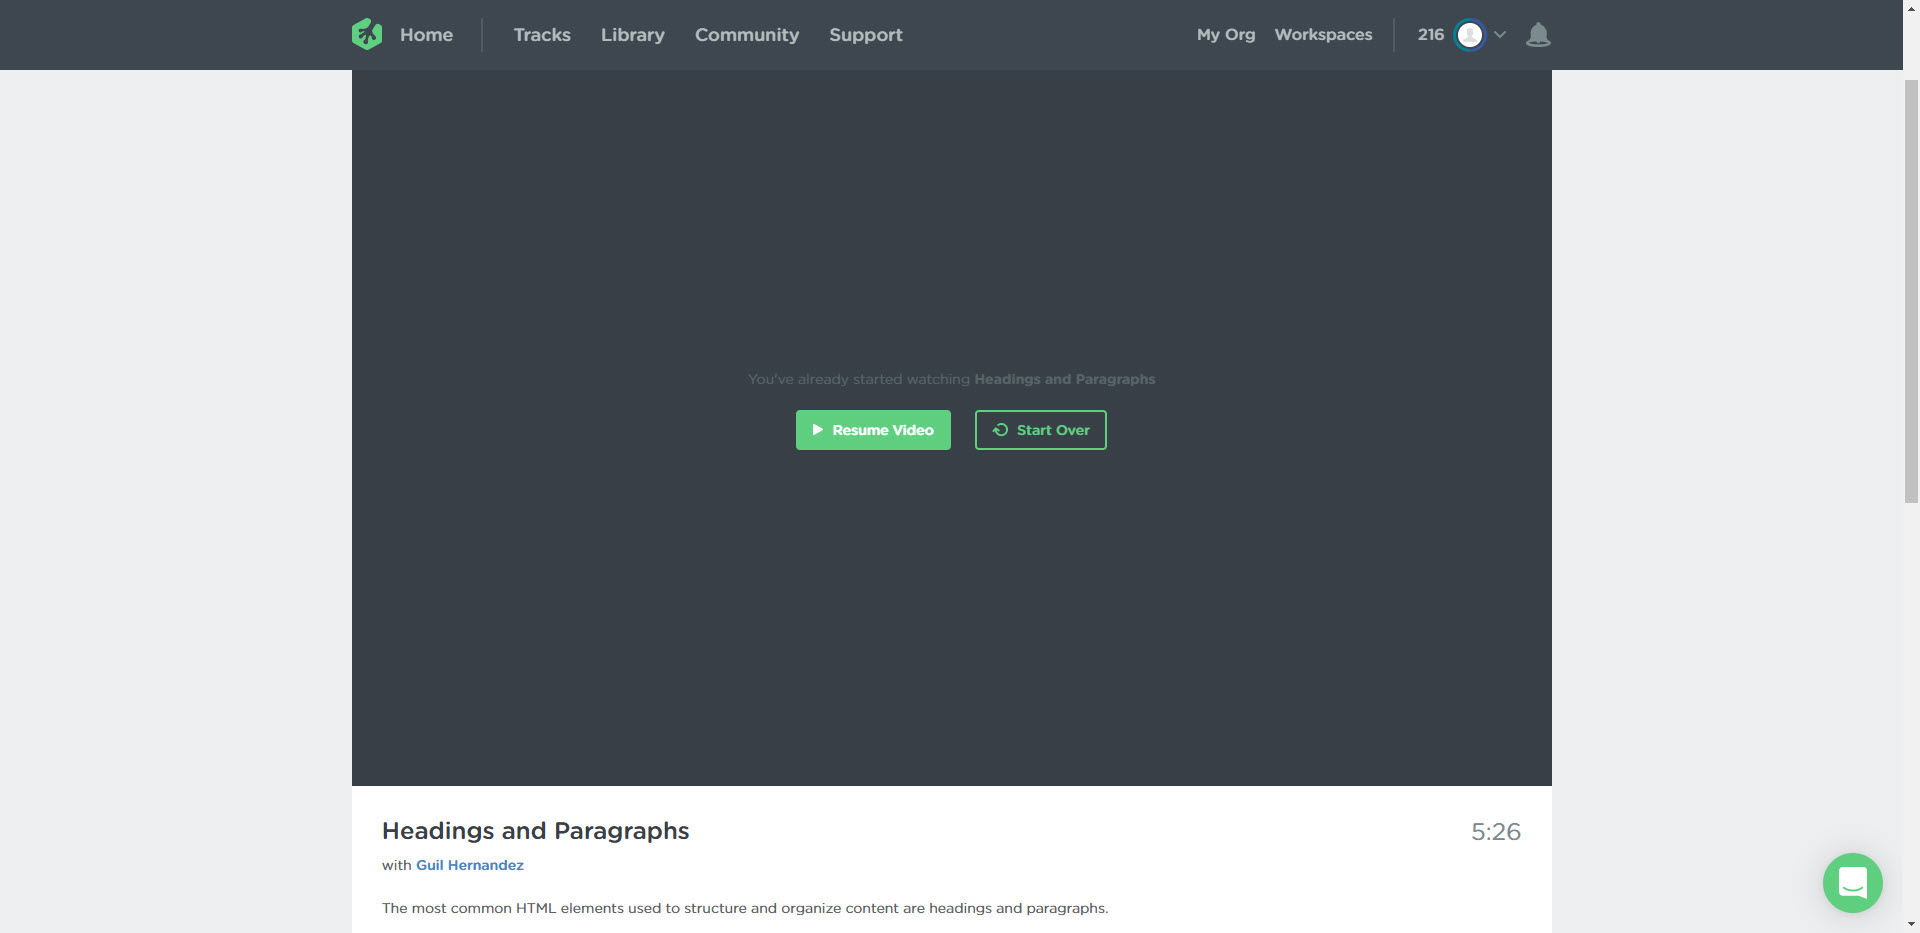 Home Tracks Library Community Support My Org Workspaces 216
You've already started watching Headings and Paragraphs
Resume Video Start Over
Headings and Paragraphs 5:26
with Guil Hernandez
The most common HTML elements used to structure and organize content are headings and paragraphs.